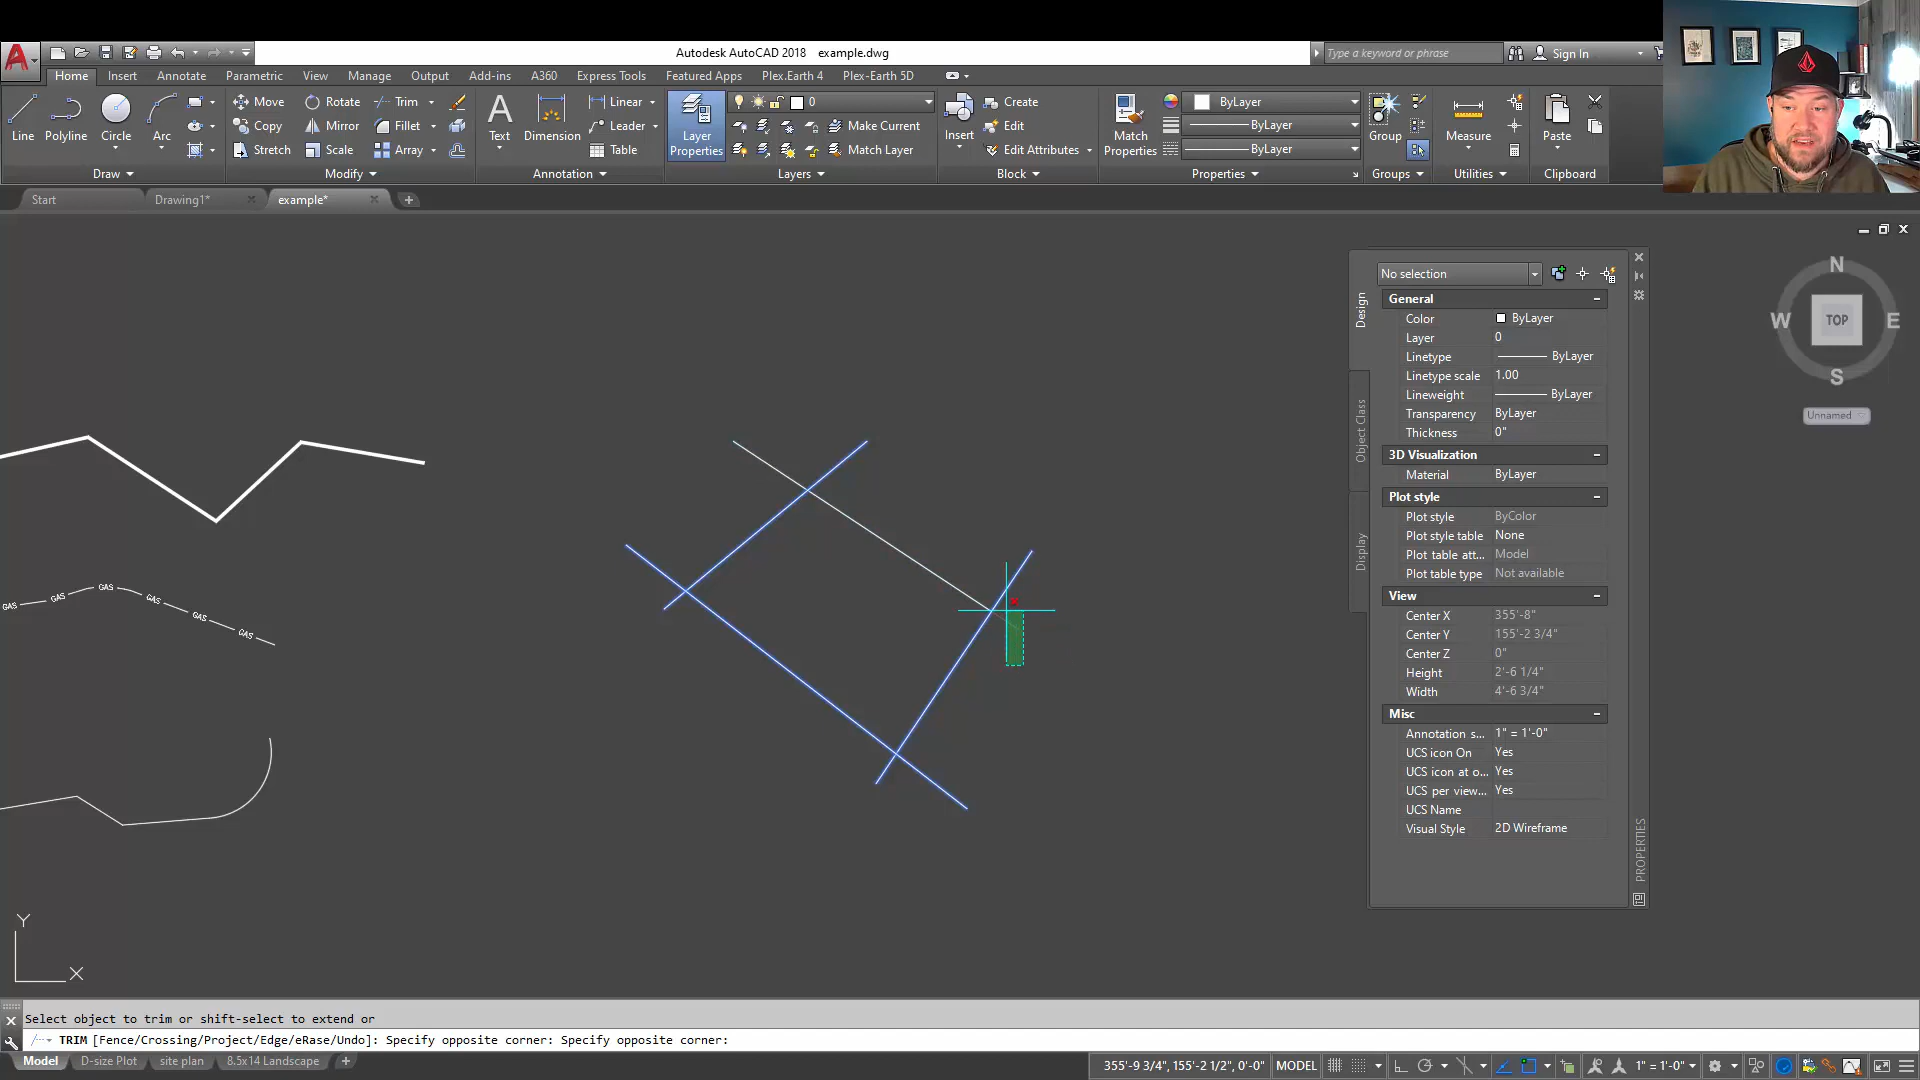 Autodesk AutoCAD 2018 example.dwg
Type a keyword or phrase
Sign In
Home Insert Annotate Parametric View Manage Output Add-ins A360 Express Tools Featured Apps Plex.Earth 4 Plex-Earth 5D
Line
Polyline
Circle
Arc
Draw
Move
Copy
Stretch
Rotate
Mirror
Scale
Trim
Fillet
Array
Modify
Text
Dimension
Linear
Leader
Table
Annotation
Layer
Properties
0
Make Current
Match Layer
Layers
Insert
Create
Edit
Edit Attributes
Block
Match
Properties
ByLayer
ByLayer
ByLayer
Properties
Group
Groups
Measure
Utilities
Paste
Clipboard
Start Drawing1* example*
N
W TOP E
S
Unnamed
GAS GAS GAS GAS GAS GAS
Y
X
Design
Object Class
Display
PROPERTIES
No selection
General
Color ByLayer
Layer 0
Linetype ByLayer
Linetype scale 1.00
Lineweight ByLayer
Transparency ByLayer
Thickness 0"
3D Visualization
Material ByLayer
Plot style
Plot style ByColor
Plot style table None
Plot table att... Model
Plot table type Not available
View
Center X 355'-8"
Center Y 155'-2 3/4"
Center Z 0"
Height 2'-6 1/4"
Width 4'-6 3/4"
Misc
Annotation s... 1" = 1'-0"
UCS icon On Yes
UCS icon at o... Yes
UCS per view... Yes
UCS Name
Visual Style 2D Wireframe
Select object to trim or shift-select to extend or
TRIM [Fence/Crossing/Project/Edge/eRase/Undo]: Specify opposite corner: Specify opposite corner:
Model D-size Plot site plan 8.5x14 Landscape +
355'-9 3/4", 155'-2 1/2", 0'-0" MODEL 1" = 1'-0"